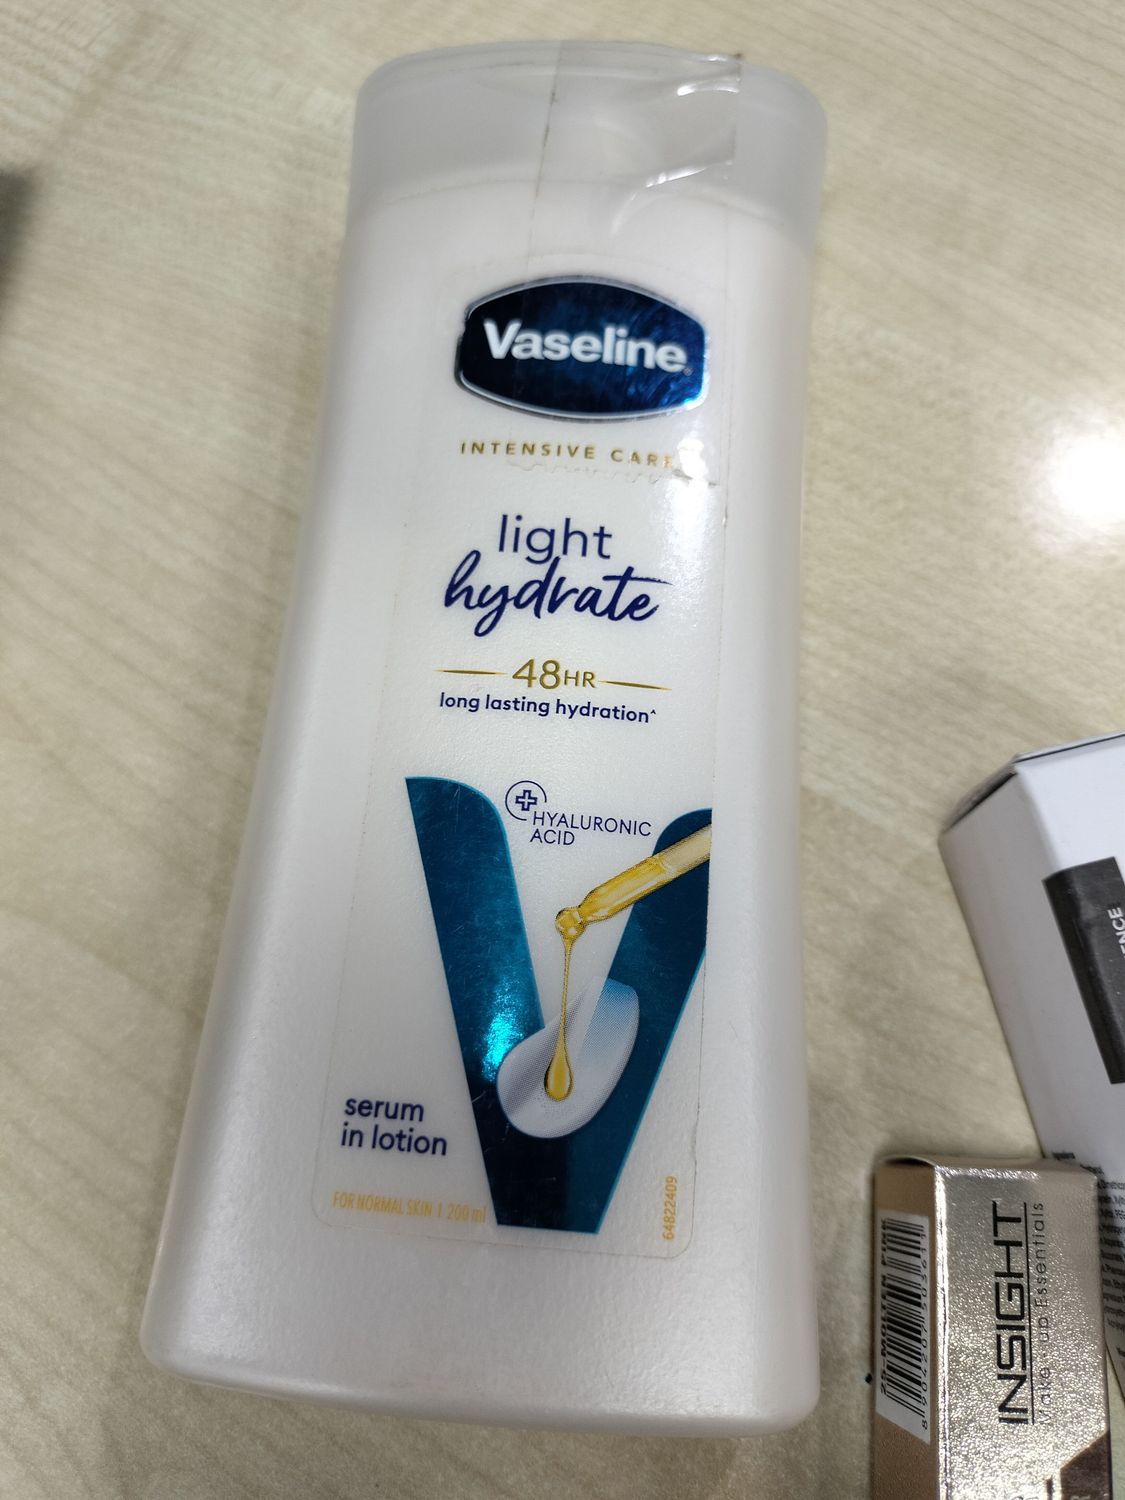 Vaseline
INTENSIVE CARE
light
hydrate
48HR
long lasting hydration^
HYALURONIC
ACID
serum
in lotion
FOR NORMAL SKIN | 200 ml
64822409
INSIGHT
Make - up Essentials